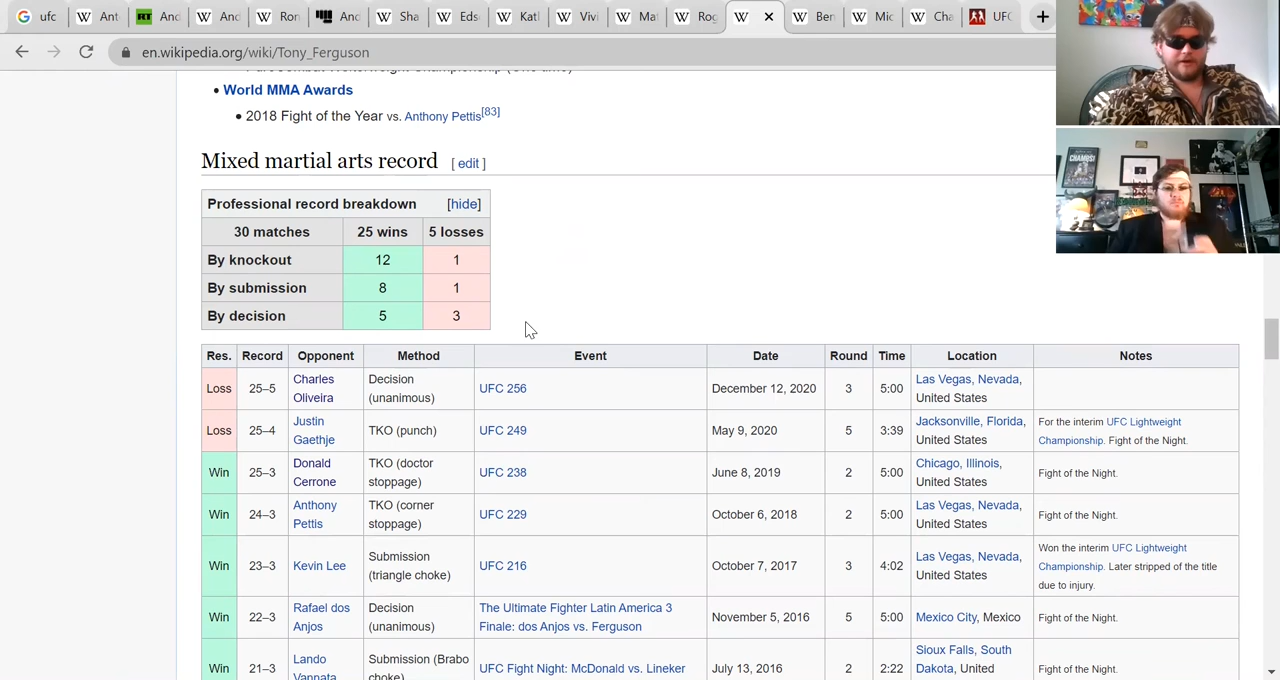 ufc Ant And And Ron And Sha Eds Katl Vivi Mat Rog Ben Mic Cha UFC
en.wikipedia.org/wiki/Tony_Ferguson
World MMA Awards
2018 Fight of the Year vs. Anthony Pettis[83]
Mixed martial arts record [ edit ]
Professional record breakdown [hide]
30 matches 25 wins 5 losses
By knockout 12 1
By submission 8 1
By decision 5 3
Res. Record Opponent Method Event Date Round Time Location Notes
Loss 25–5 Charles Oliveira Decision (unanimous) UFC 256 December 12, 2020 3 5:00 Las Vegas, Nevada, United States
Loss 25–4 Justin Gaethje TKO (punch) UFC 249 May 9, 2020 5 3:39 Jacksonville, Florida, United States For the interim UFC Lightweight Championship. Fight of the Night.
Win 25–3 Donald Cerrone TKO (doctor stoppage) UFC 238 June 8, 2019 2 5:00 Chicago, Illinois, United States Fight of the Night.
Win 24–3 Anthony Pettis TKO (corner stoppage) UFC 229 October 6, 2018 2 5:00 Las Vegas, Nevada, United States Fight of the Night.
Win 23–3 Kevin Lee Submission (triangle choke) UFC 216 October 7, 2017 3 4:02 Las Vegas, Nevada, United States Won the interim UFC Lightweight Championship. Later stripped of the title due to injury.
Win 22–3 Rafael dos Anjos Decision (unanimous) The Ultimate Fighter Latin America 3 Finale: dos Anjos vs. Ferguson November 5, 2016 5 5:00 Mexico City, Mexico Fight of the Night.
Win 21–3 Lando Vannata Submission (Brabo choke) UFC Fight Night: McDonald vs. Lineker July 13, 2016 2 2:22 Sioux Falls, South Dakota, United Fight of the Night.